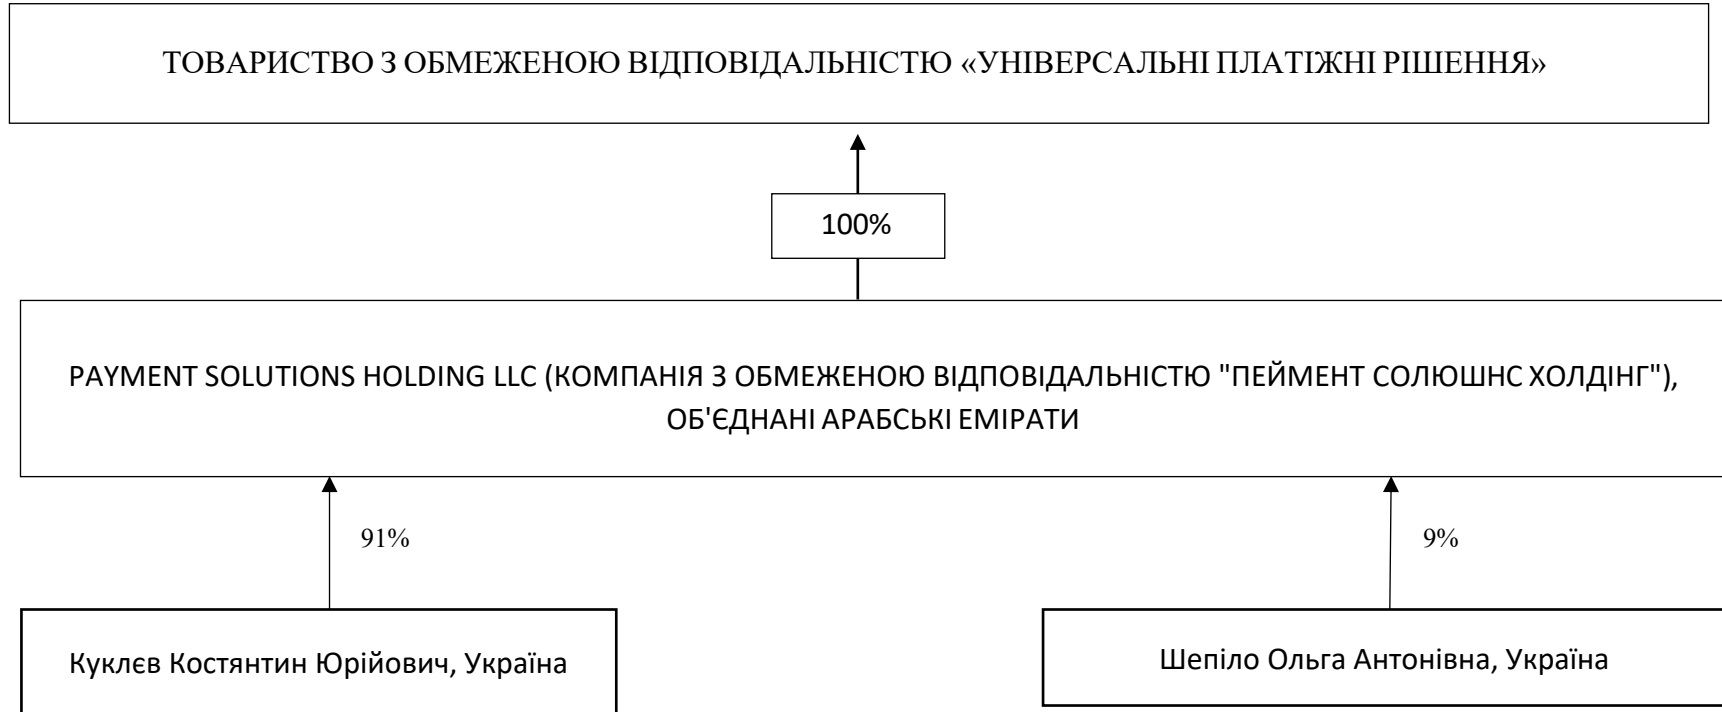 ТОВАРИСТВО З ОБМЕЖЕНОЮ ВІДПОВІДАЛЬНІСТЮ «УНІВЕРСАЛЬНІ ПЛАТІЖНІ РІШЕННЯ»
100%
PAYMENT SOLUTIONS HOLDING LLC (КОМПАНІЯ З ОБМЕЖЕНОЮ ВІДПОВІДАЛЬНІСТЮ "ПЕЙМЕНТ СОЛЮШНС ХОЛДІНГ"),
ОБ'ЄДНАНІ АРАБСЬКІ ЕМІРАТИ
91%
9%
Куклєв Костянтин Юрійович, Україна
Шепіло Ольга Антонівна, Україна